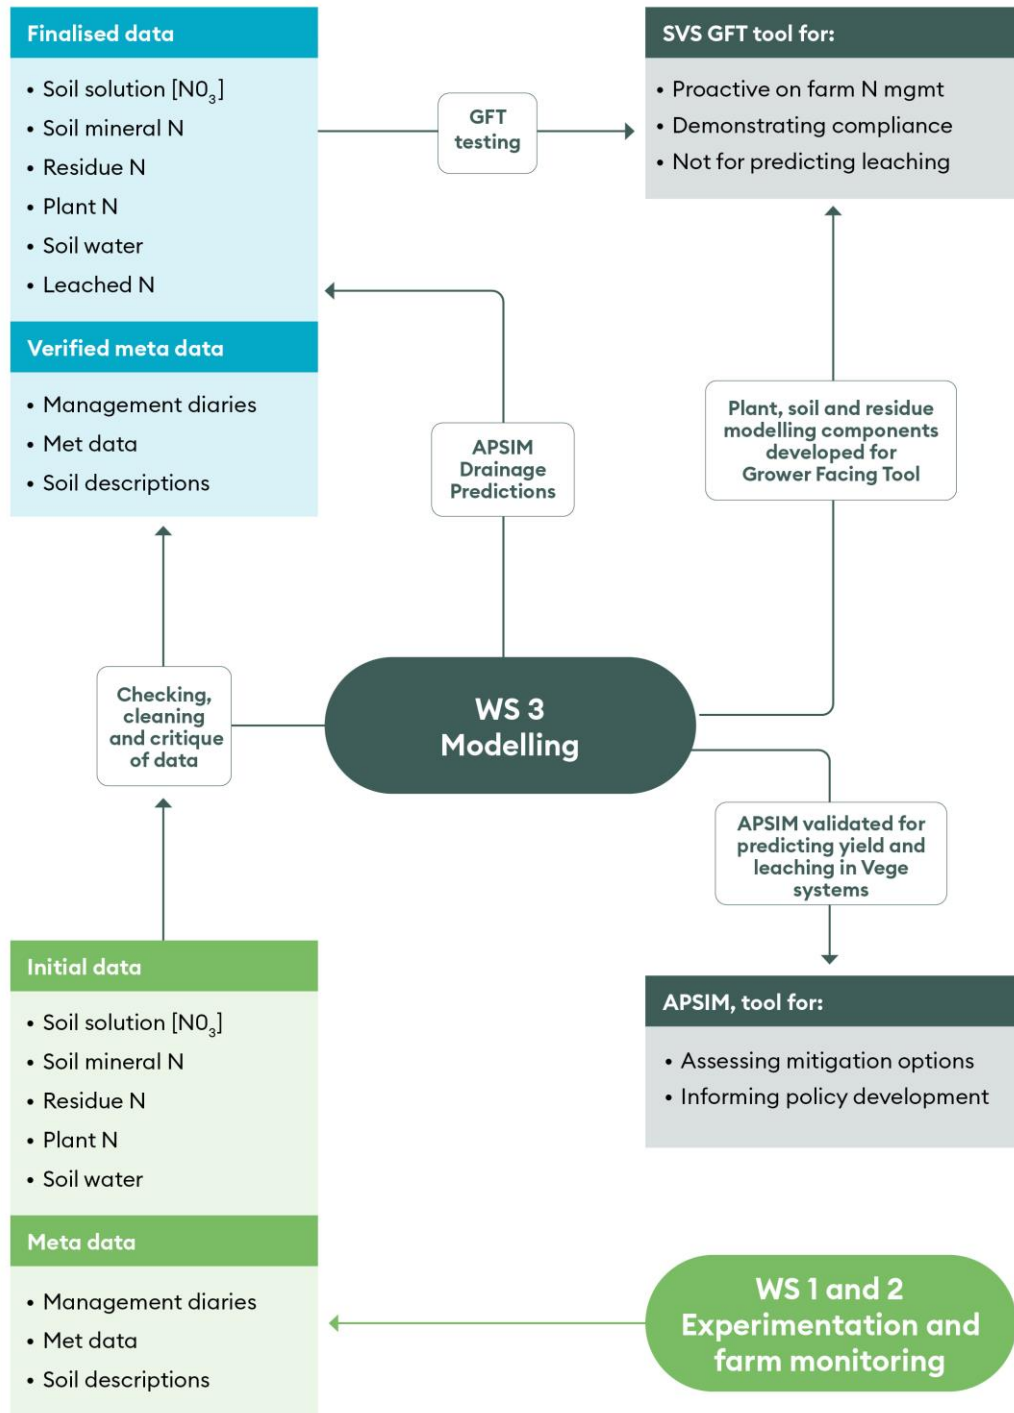 Finalised data
• Soil solution [NO₃]
• Soil mineral N
• Residue N
• Plant N
• Soil water
• Leached N
Verified meta data
• Management diaries
• Met data
• Soil descriptions
GFT
testing
SVS GFT tool for:
• Proactive on farm N mgmt
• Demonstrating compliance
• Not for predicting leaching
APSIM
Drainage
Predictions
Plant, soil and residue
modelling components
developed for
Grower Facing Tool
Checking,
cleaning
and critique
of data
WS 3
Modelling
APSIM validated for
predicting yield and
leaching in Vege
systems
Initial data
• Soil solution [NO₃]
• Soil mineral N
• Residue N
• Plant N
• Soil water
Meta data
• Management diaries
• Met data
• Soil descriptions
APSIM, tool for:
• Assessing mitigation options
• Informing policy development
WS 1 and 2
Experimentation and
farm monitoring